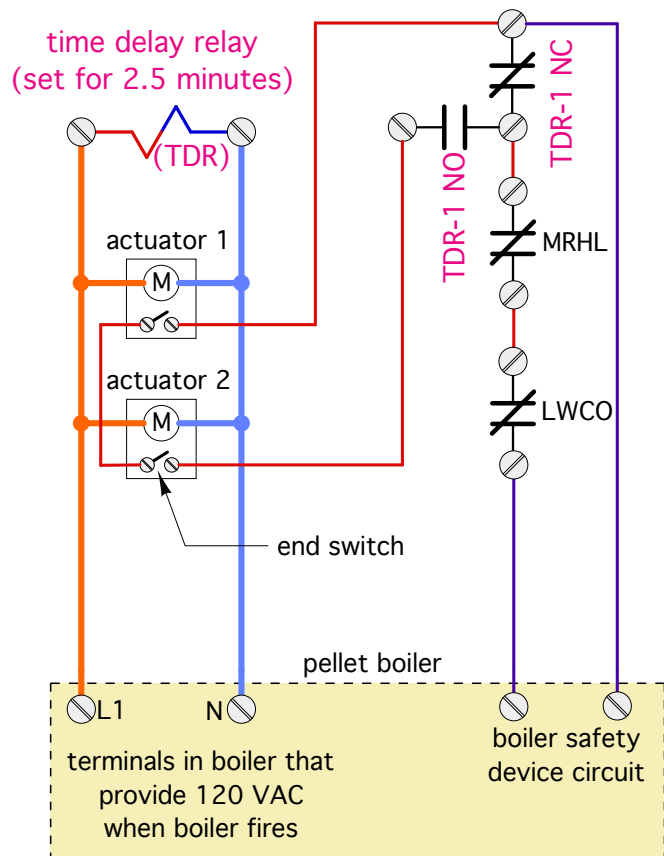 time delay relay
(set for 2.5 minutes)
(TDR)
TDR-1 NC
TDR-1 NO
actuator 1
M
MRHL
actuator 2
M
LWCO
end switch
pellet boiler
L1
N
terminals in boiler that
provide 120 VAC
when boiler fires
boiler safety
device circuit